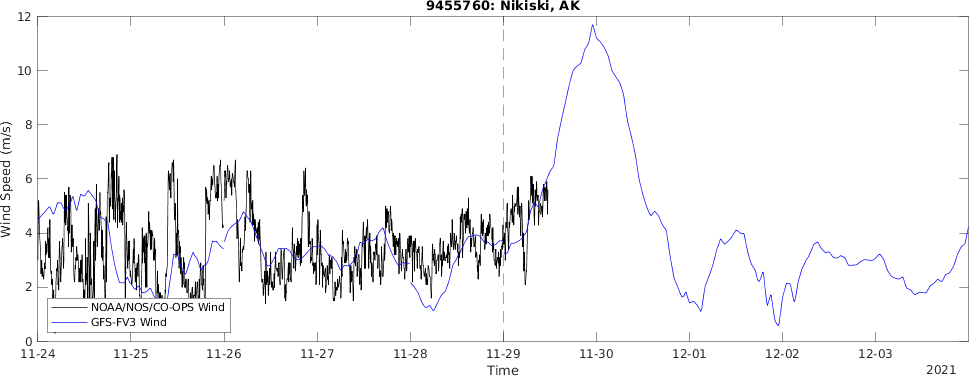 9455760: Nikiski, AK
Wind Speed (m/s)
12
10
8
6
4
2
0
NOAA/NOS/CO-OPS Wind
GFS-FV3 Wind
11-24 11-25 11-26 11-27 11-28 11-29 11-30 12-01 12-02 12-03
Time
2021